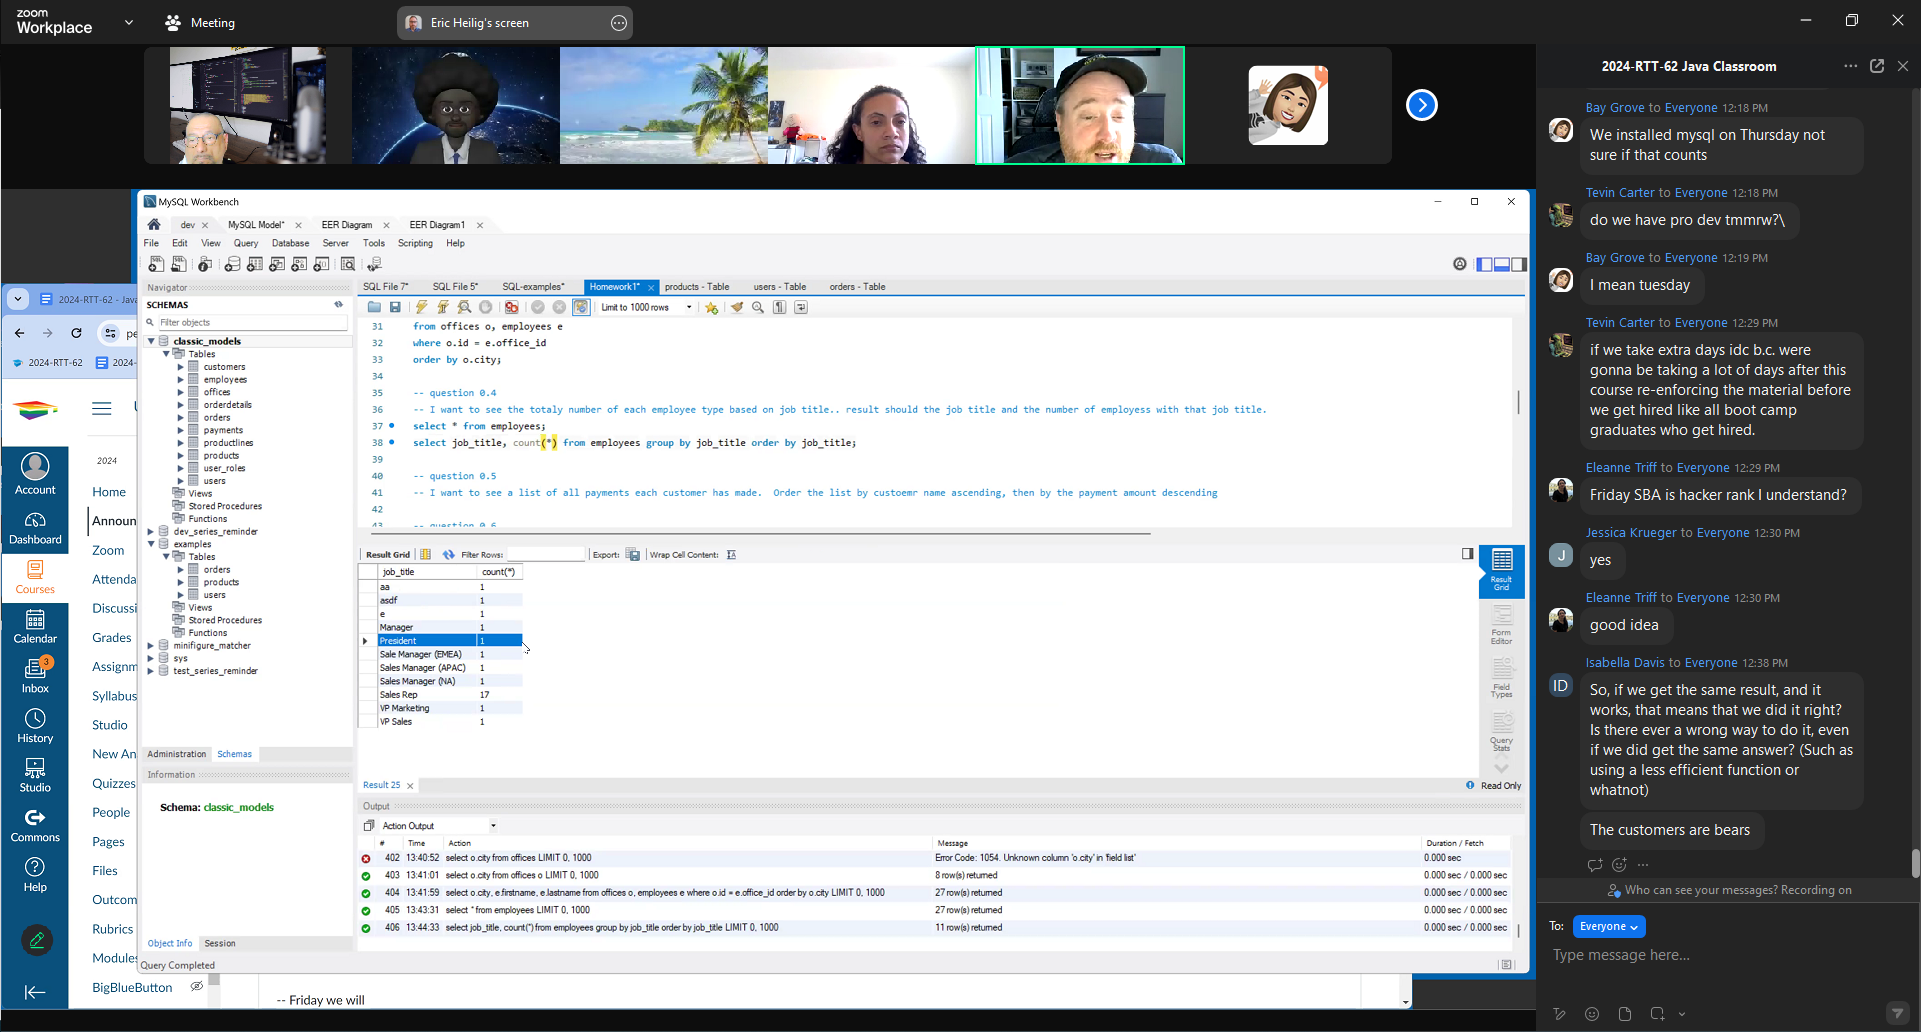 zoom
Workplace
Meeting
Eric Heilig's screen
2024-RTT-62 Java Classroom
Bay Grove to Everyone 12:18 PM
We installed mysql on Thursday not
sure if that counts
Tevin Carter to Everyone 12:18 PM
do we have pro dev tmmrw?\
Bay Grove to Everyone 12:19 PM
I mean tuesday
Tevin Carter to Everyone 12:29 PM
if we take extra days idc b.c. were
gonna be taking a lot of days after this
course re-enforcing the material before
we get hired like all boot camp
graduates who get hired.
Eleanne Triff to Everyone 12:29 PM
Friday SBA is hacker rank I understand?
Jessica Krueger to Everyone 12:30 PM
J
yes
Eleanne Triff to Everyone 12:30 PM
good idea
Isabella Davis to Everyone 12:38 PM
ID
So, if we get the same result, and it
works, that means that we did it right?
Is there ever a wrong way to do it, even
if we did get the same answer? (Such as
using a less efficient function or
whatnot)
The customers are bears
Who can see your messages? Recording on
To: Everyone
Type message here...
MySQL Workbench
dev
MySQL Model*
EER Diagram
EER Diagram1
File Edit View Query Database Server Tools Scripting Help
Navigator
SCHEMAS
Filter objects
classic_models
Tables
customers
employees
offices
orderdetails
orders
payments
productlines
products
user_roles
users
Views
Stored Procedures
Functions
dev_series_reminder
examples
Tables
orders
products
users
Views
Stored Procedures
Functions
minifigure_matcher
sys
test_series_reminder
Administration Schemas
Information
Schema: classic_models
Object Info Session
Query Completed
SQL File 7* SQL File 5* SQL-examples* Homework1* products - Table users - Table orders - Table
Limit to 1000 rows
31 from offices o, employees e
32 where o.id = e.office_id
33 order by o.city;
34
35 -- question 0.4
36 -- I want to see the totaly number of each employee type based on job title.. result should the job title and the number of employess with that job title.
37 select * from employees;
38 select job_title, count(*) from employees group by job_title order by job_title;
39
40 -- question 0.5
41 -- I want to see a list of all payments each customer has made.  Order the list by custoemr name ascending, then by the payment amount descending
42
43 -- question 0.6
Result Grid Filter Rows: Export: Wrap Cell Content:
job_title count(*)
aa 1
asdf 1
e 1
Manager 1
President 1
Sale Manager (EMEA) 1
Sales Manager (APAC) 1
Sales Manager (NA) 1
Sales Rep 17
VP Marketing 1
VP Sales 1
Result
Grid
Form
Editor
Field
Types
Query
Stats
Result 25
Read Only
Output
Action Output
# Time Action Message Duration / Fetch
402 13:40:52 select o.city from offices LIMIT 0, 1000 Error Code: 1054. Unknown column 'o.city' in 'field list' 0.000 sec
403 13:41:01 select o.city from offices o LIMIT 0, 1000 8 row(s) returned 0.000 sec / 0.000 sec
404 13:41:59 select o.city, e.firstname, e.lastname from offices o, employees e where o.id = e.office_id order by o.city LIMIT 0, 1000 27 row(s) returned 0.000 sec / 0.000 sec
405 13:43:31 select * from employees LIMIT 0, 1000 27 row(s) returned 0.000 sec / 0.000 sec
406 13:44:33 select job_title, count(*) from employees group by job_title order by job_title LIMIT 0, 1000 11 row(s) returned 0.000 sec / 0.000 sec
2024-RTT-62 - Java
2024-RTT-62
2024-
2024
Account
Dashboard
Courses
Calendar
3
Inbox
History
Studio
Commons
Help
Home
Announ
Zoom
Attenda
Discussi
Grades
Assignm
Syllabus
Studio
New An
Quizzes
People
Pages
Files
Outcom
Rubrics
Modules
BigBlueButton
-- Friday we will